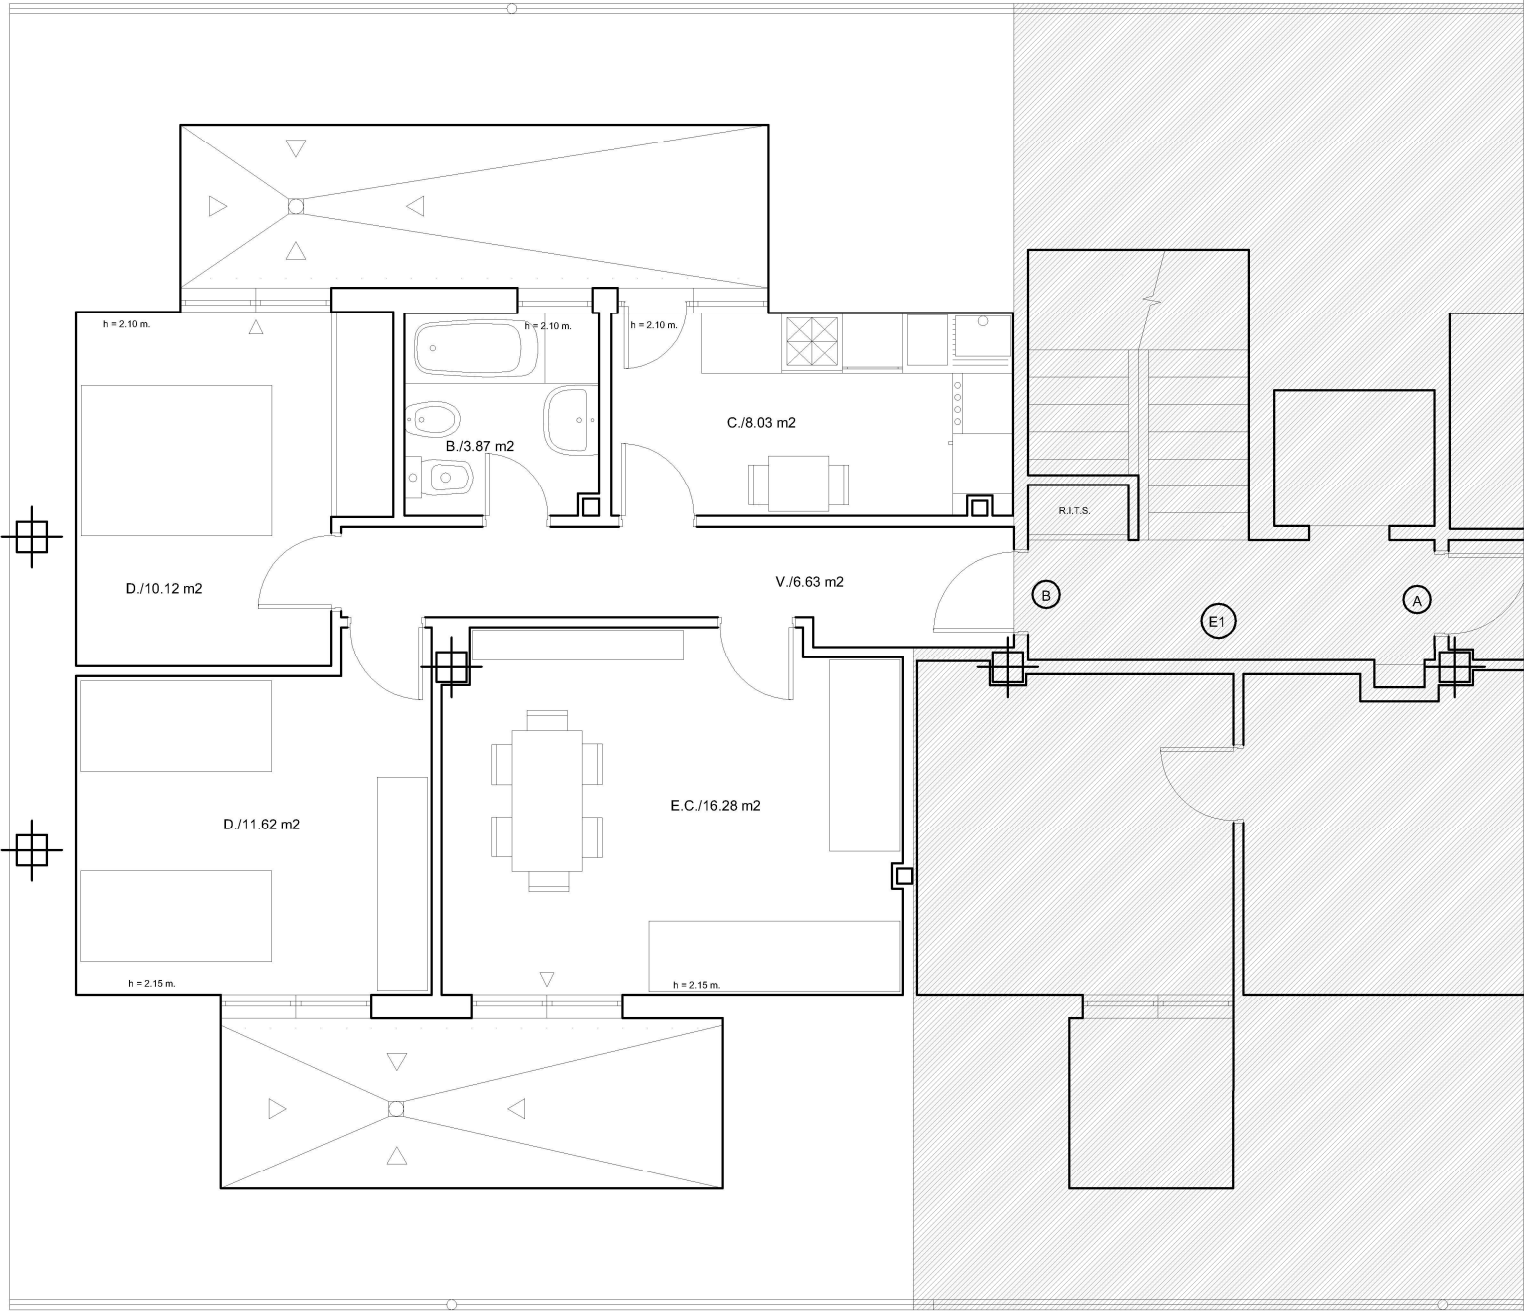 h = 2.10 m.
h = 2.10 m.
h = 2.10 m.
C./8.03 m2
B./3.87 m2
R.I.T.S.
D./10.12 m2
V./6.63 m2
B
E1
A
E.C./16.28 m2
D./11.62 m2
h = 2.15 m.
h = 2.15 m.